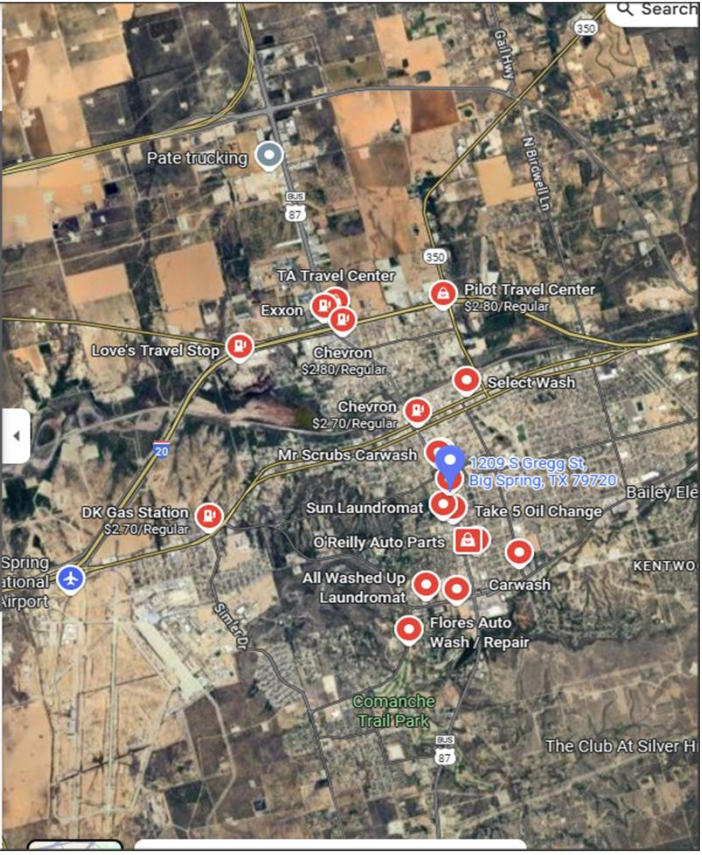 Search
350
Gail Hwy
N Birdwell Ln
Pate trucking
BUS
87
350
TA Travel Center
Exxon
Pilot Travel Center
$2.80/Regular
Love's Travel Stop
Chevron
$2.80/Regular
Select Wash
Chevron
$2.70/Regular
20
Mr Scrubs Carwash
1209 S Gregg St,
Big Spring, TX 79720
Bailey Ele
DK Gas Station
$2.70/Regular
Sun Laundromat
Take 5 Oil Change
O'Reilly Auto Parts
Spring
ational
Airport
KENTWO
All Washed Up
Laundromat
Carwash
Simler Dr
Flores Auto
Wash / Repair
Comanche
Trail Park
BUS
87
The Club At Silver H